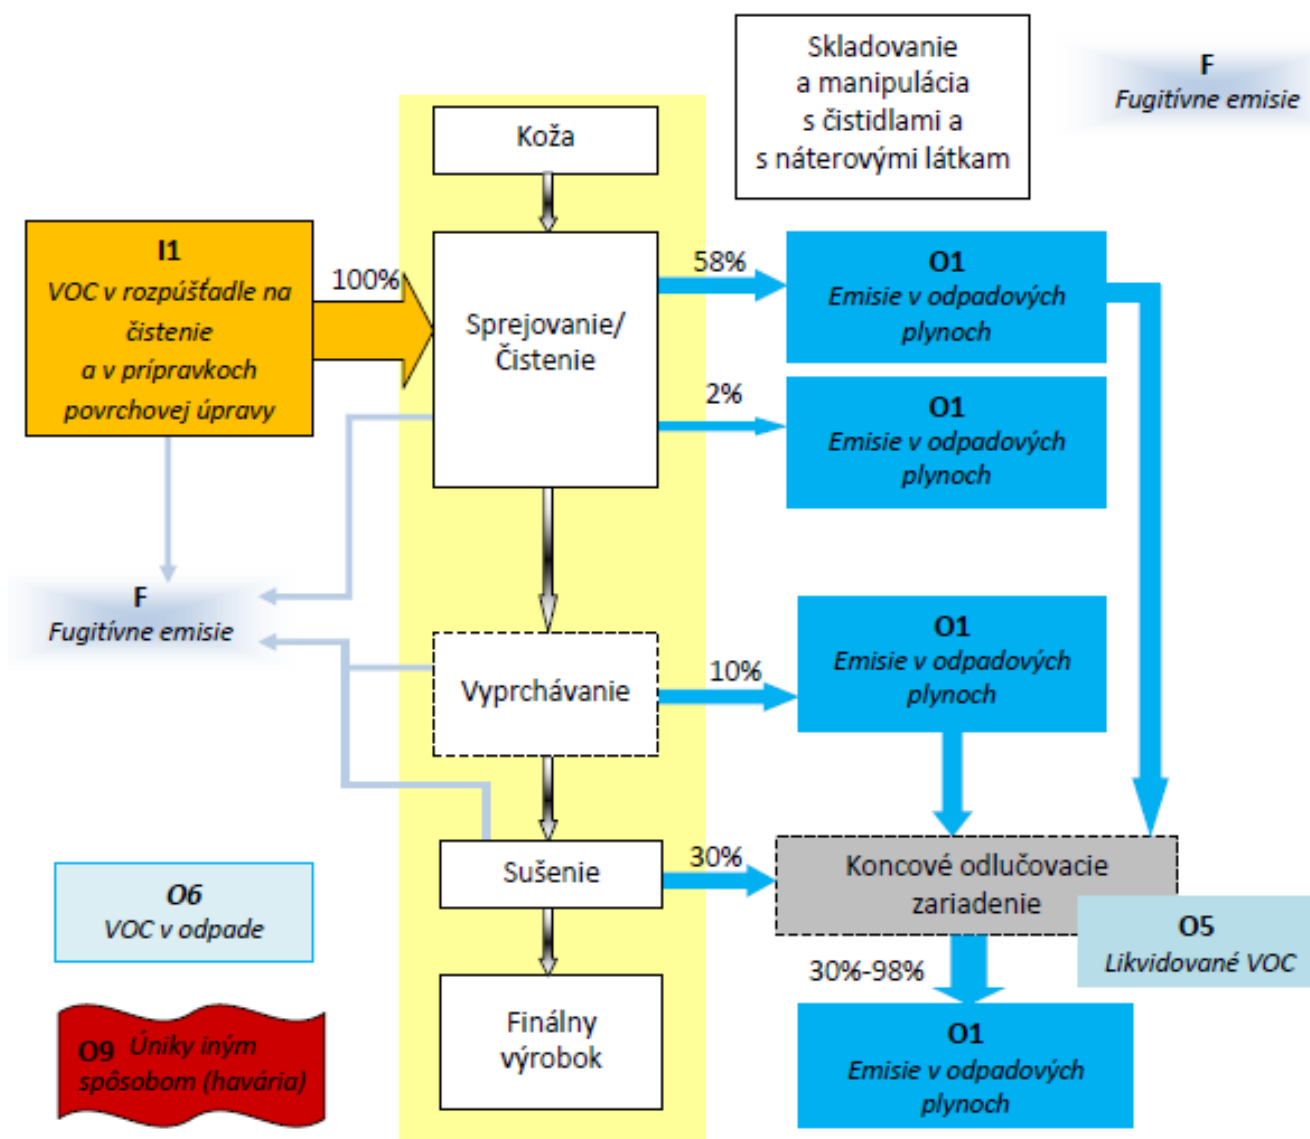 Skladovanie
a manipulácia
s čistidlami a
s náterovými látkam
F
Fugitívne emisie
Koža
I1
VOC v rozpúšťadle na
čistenie
a v prípravkoch
povrchovej úpravy
100%
Sprejovanie/
Čistenie
58%
O1
Emisie v odpadových
plynoch
2%
O1
Emisie v odpadových
plynoch
F
Fugitívne emisie
Vyprchávanie
10%
O1
Emisie v odpadových
plynoch
Sušenie
30%
Koncové odlučovacie
zariadenie
O5
Likvidované VOC
O6
VOC v odpade
30%-98%
O9 Úniky iným
spôsobom (havária)
Finálny
výrobok
O1
Emisie v odpadových
plynoch